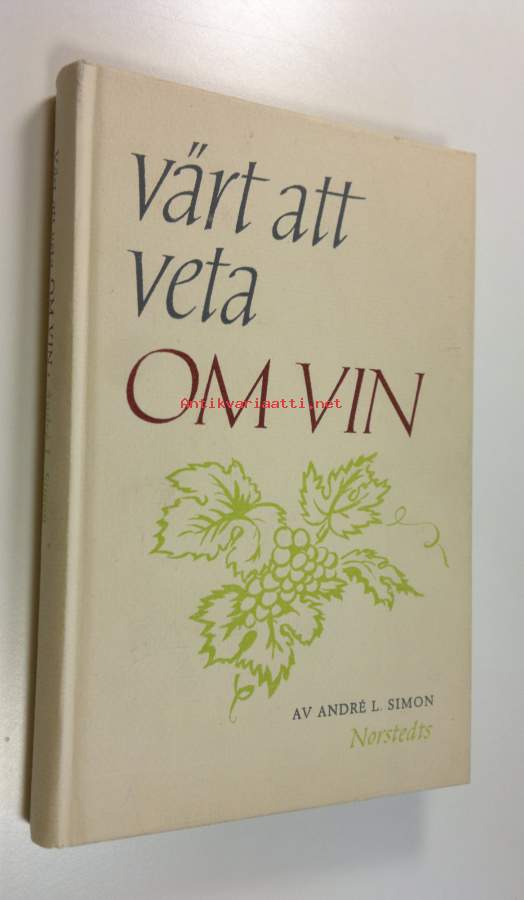 värt att
veta
OM VIN
Antikvariaatti.net
AV ANDRÉ L. SIMON
Norstedts